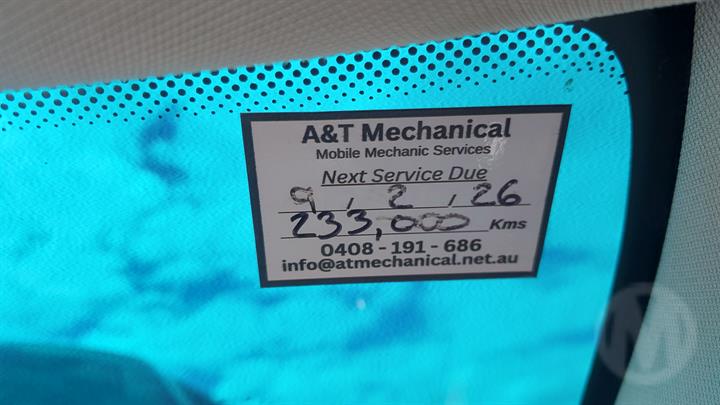 A&T Mechanical
Mobile Mechanic Services
Next Service Due
9 / 2 / 26
233,000 Kms
0408 - 191 - 686
info@atmechanical.net.au
M